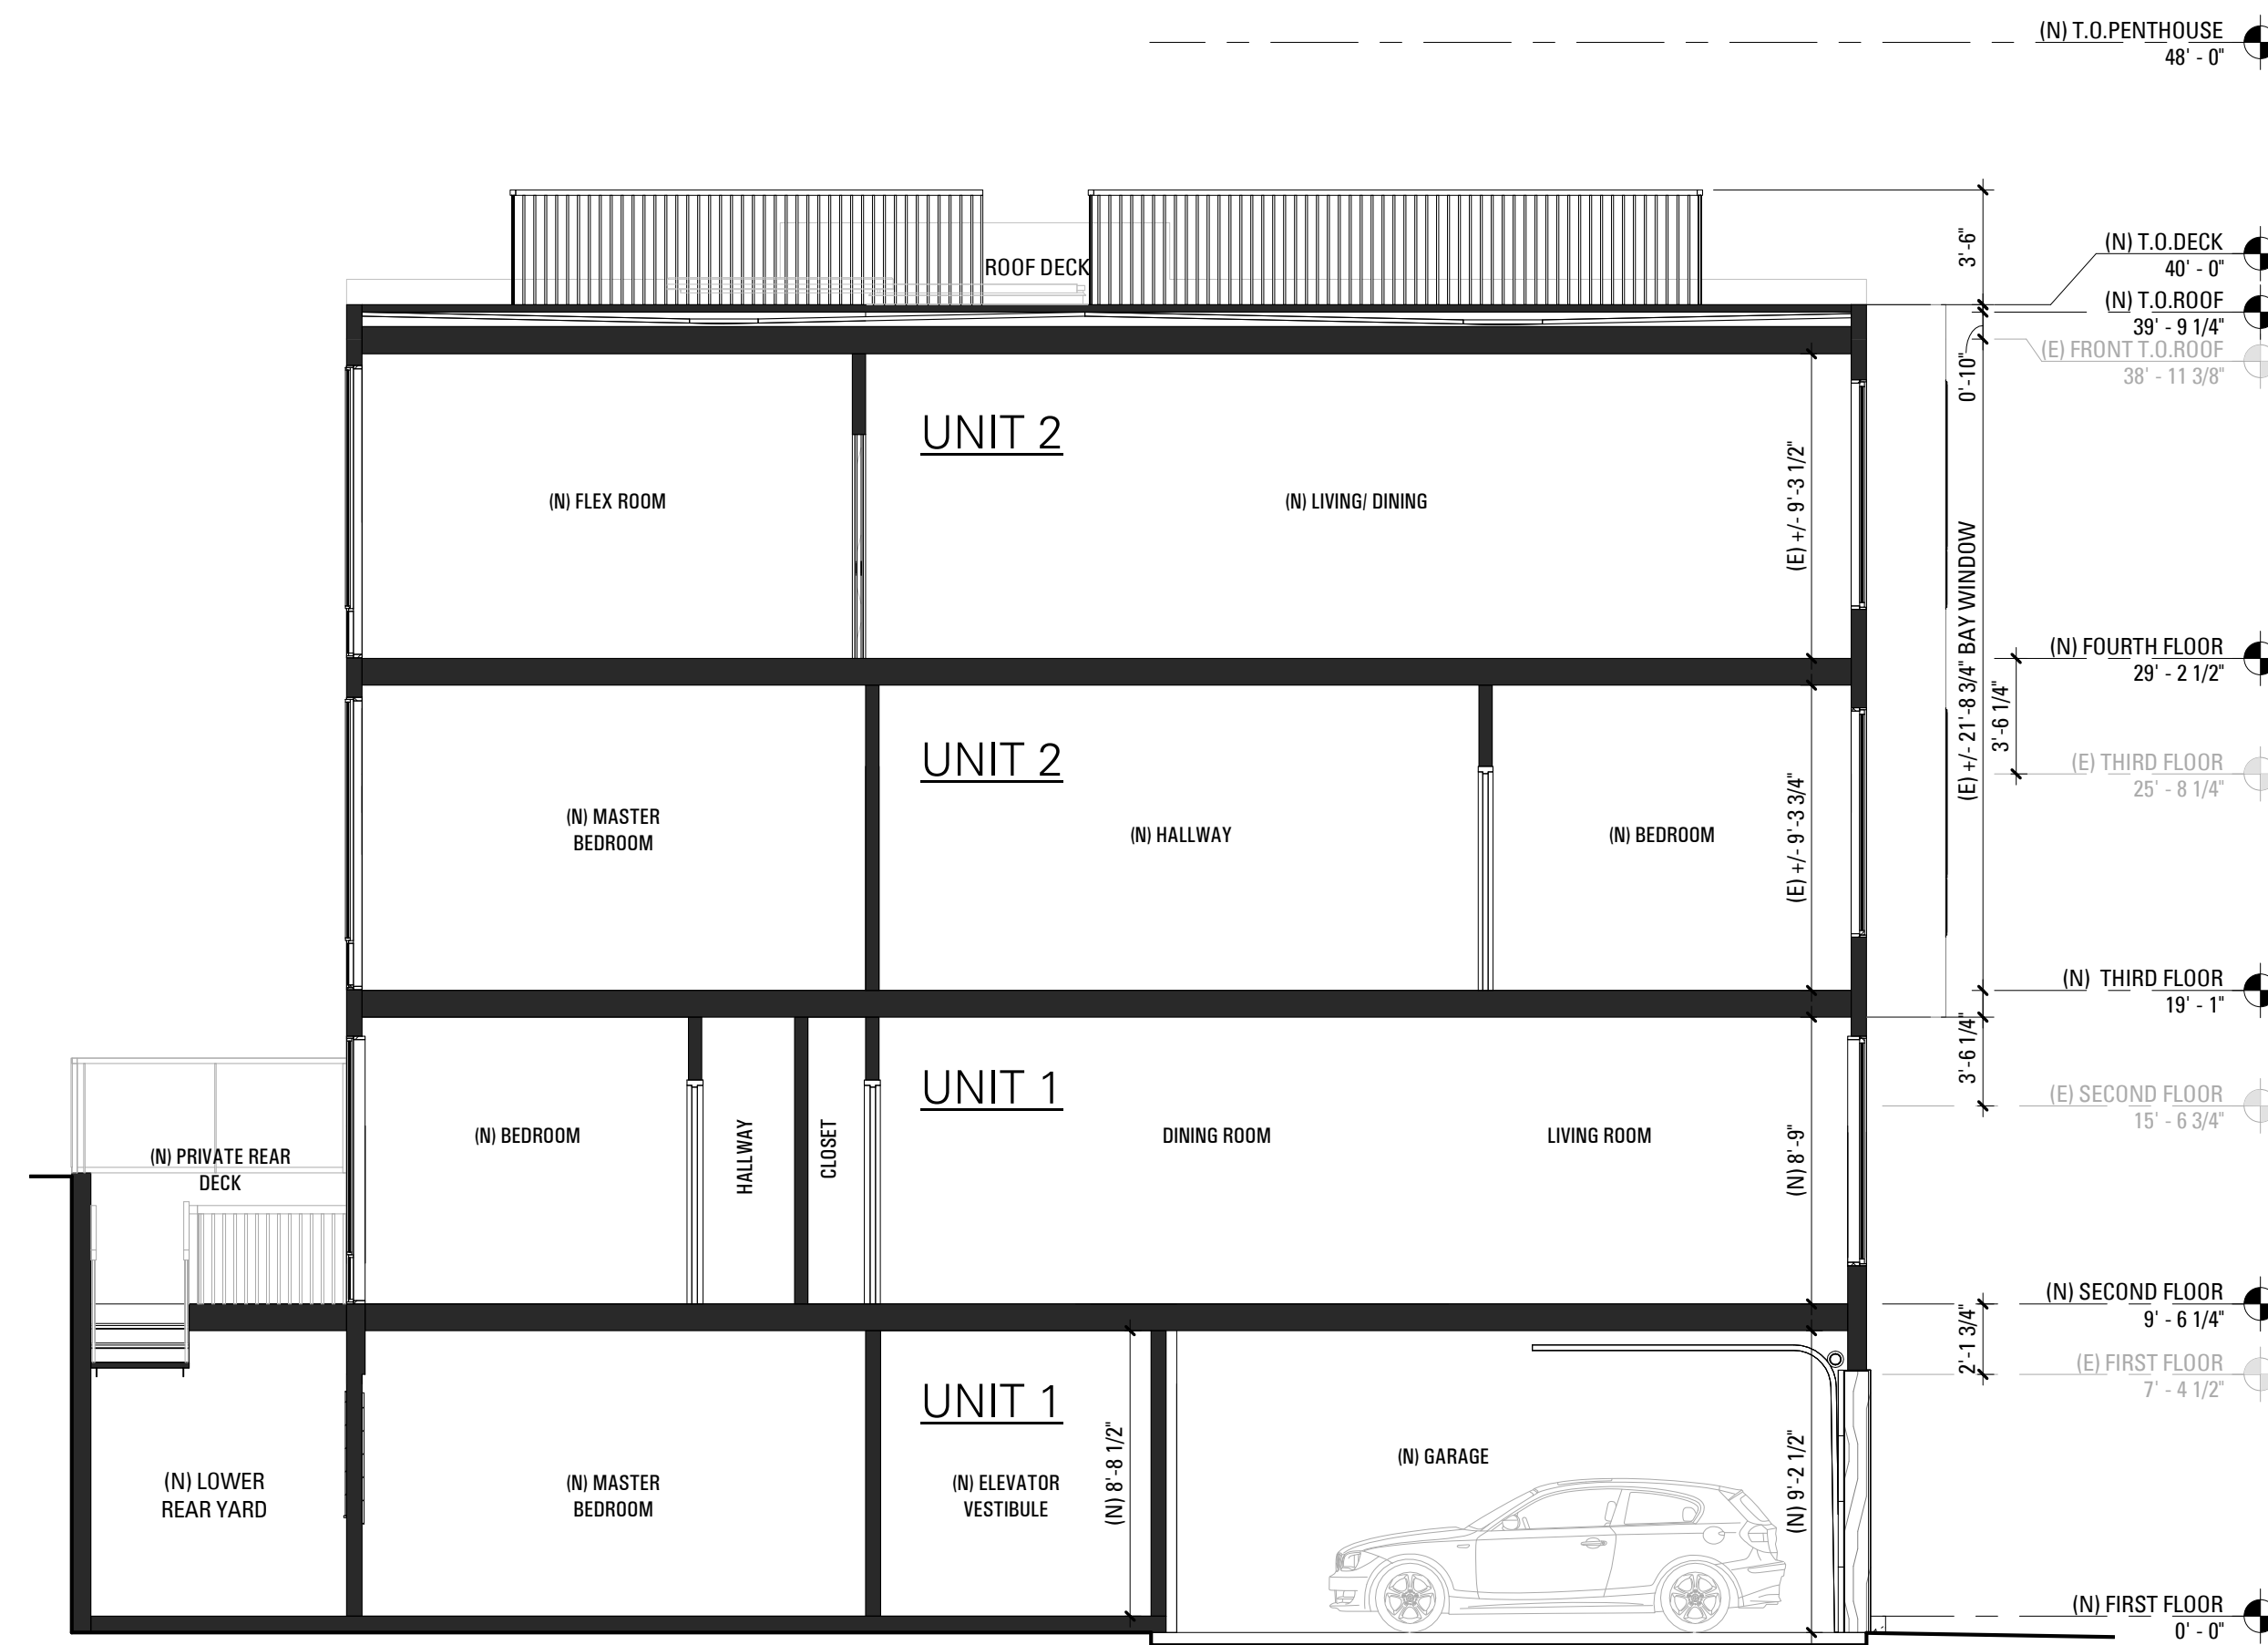 (N) T.O.PENTHOUSE
48' - 0"
3'-6"
ROOF DECK
(N) T.O.DECK
40' - 0"
(N) T.O.ROOF
39' - 9 1/4"
(E) FRONT T.O.ROOF
38' - 11 3/8"
0'-10"
UNIT 2
(N) FLEX ROOM
(N) LIVING/ DINING
(E) +/- 9'-3 1/2"
(E) +/- 21'-8 3/4" BAY WINDOW
(N) FOURTH FLOOR
29' - 2 1/2"
3'-6 1/4"
UNIT 2
(E) THIRD FLOOR
25' - 8 1/4"
(N) MASTER
BEDROOM
(N) HALLWAY
(N) BEDROOM
(E) +/- 9'-3 3/4"
(N) THIRD FLOOR
19' - 1"
3'-6 1/4"
UNIT 1
(E) SECOND FLOOR
15' - 6 3/4"
(N) PRIVATE REAR
DECK
(N) BEDROOM
HALLWAY
CLOSET
DINING ROOM
LIVING ROOM
(N) 8'-9"
(N) SECOND FLOOR
9' - 6 1/4"
2'-1 3/4"
(E) FIRST FLOOR
7' - 4 1/2"
UNIT 1
(N) LOWER
REAR YARD
(N) MASTER
BEDROOM
(N) ELEVATOR
VESTIBULE
(N) 8'-8 1/2"
(N) GARAGE
(N) 9'-2 1/2"
(N) FIRST FLOOR
0' - 0"